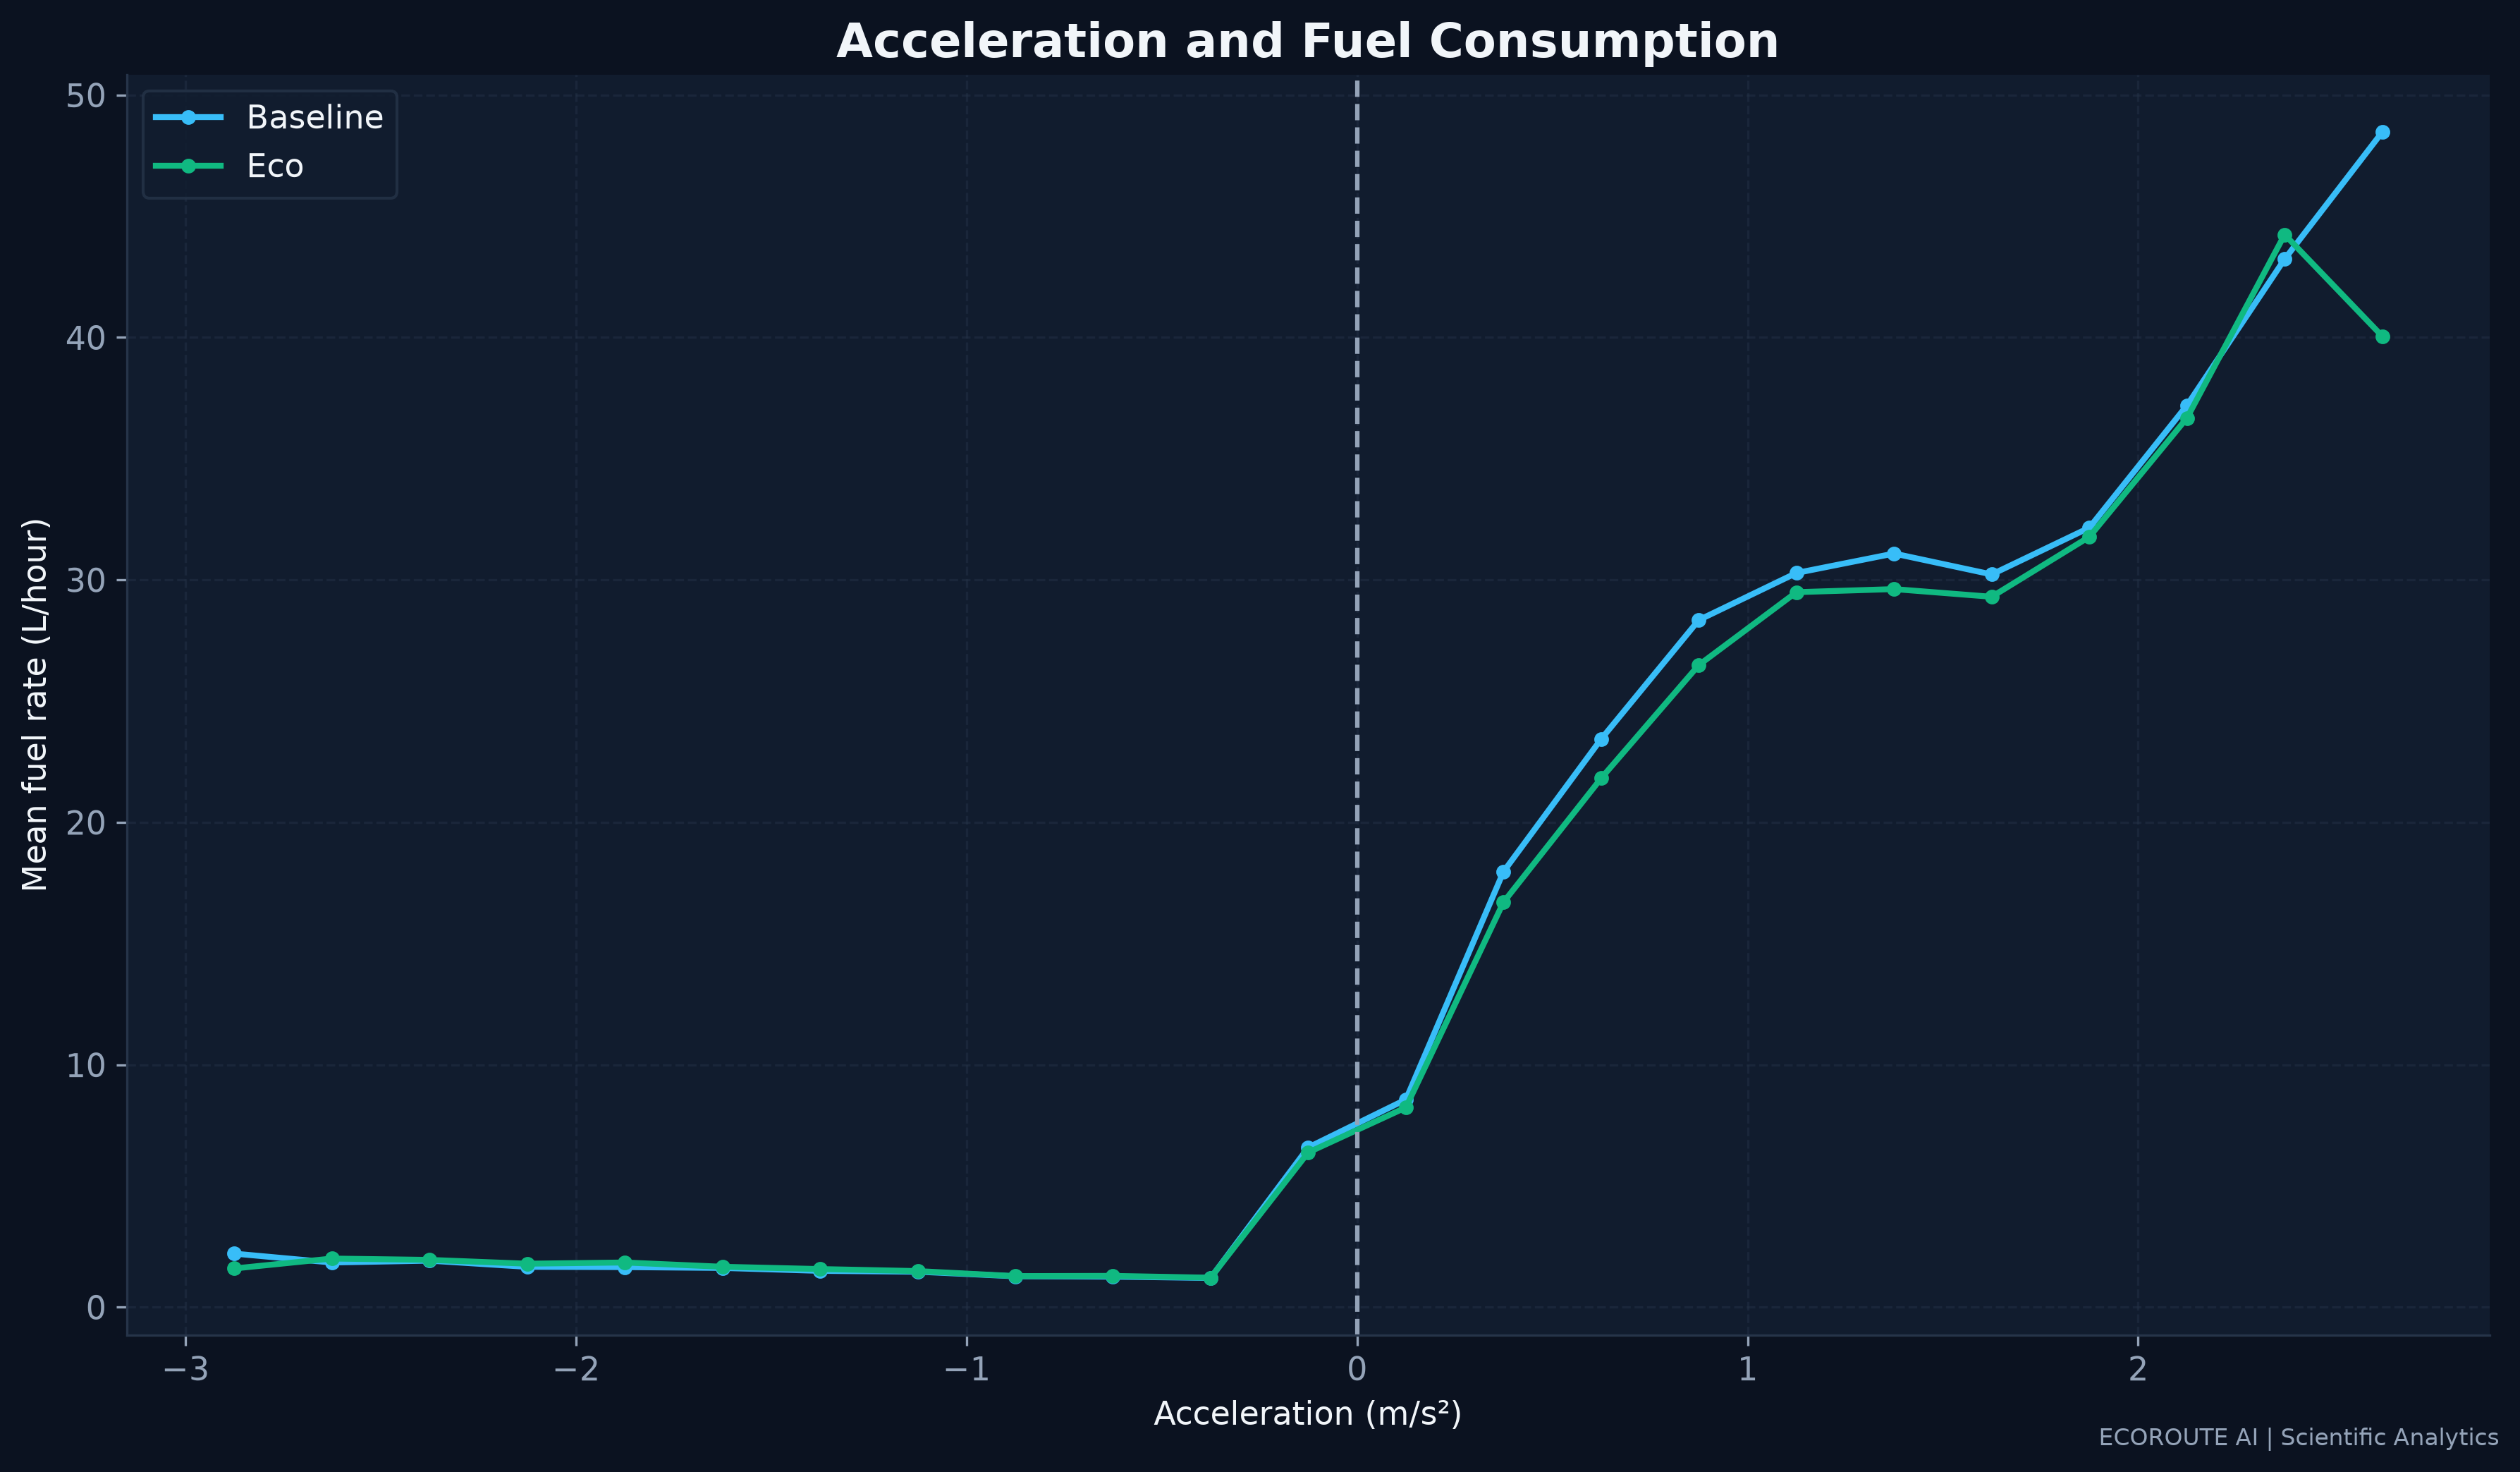 Acceleration and Fuel Consumption
Baseline
Eco
Mean fuel rate (L/hour)
50
40
30
20
10
0
−3
−2
−1
0
1
2
Acceleration (m/s²)
ECOROUTE AI | Scientific Analytics